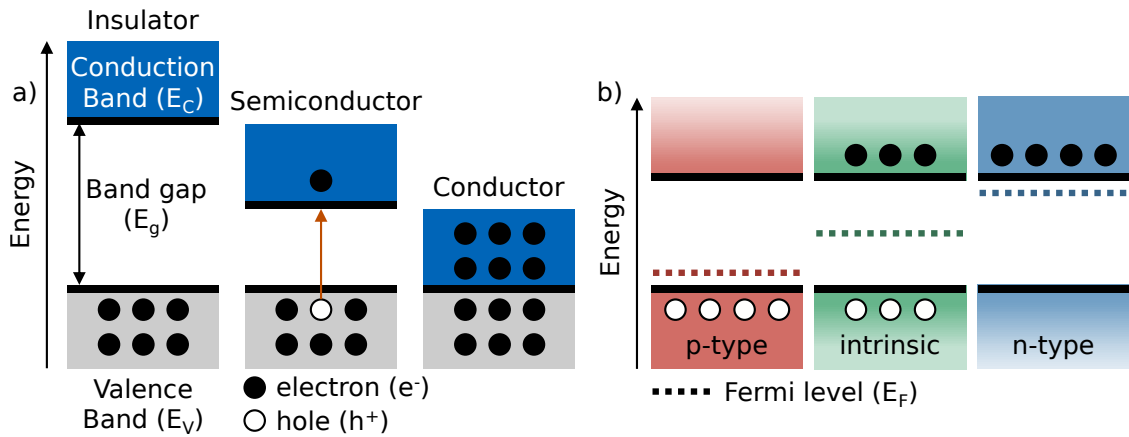 Insulator
a)
Conduction
Band (E_C)
Semiconductor
Conductor
Energy
Band gap
(E_g)
Valence
Band (E_V)
electron (e⁻)
hole (h⁺)
b)
Energy
p-type
intrinsic
n-type
Fermi level (E_F)